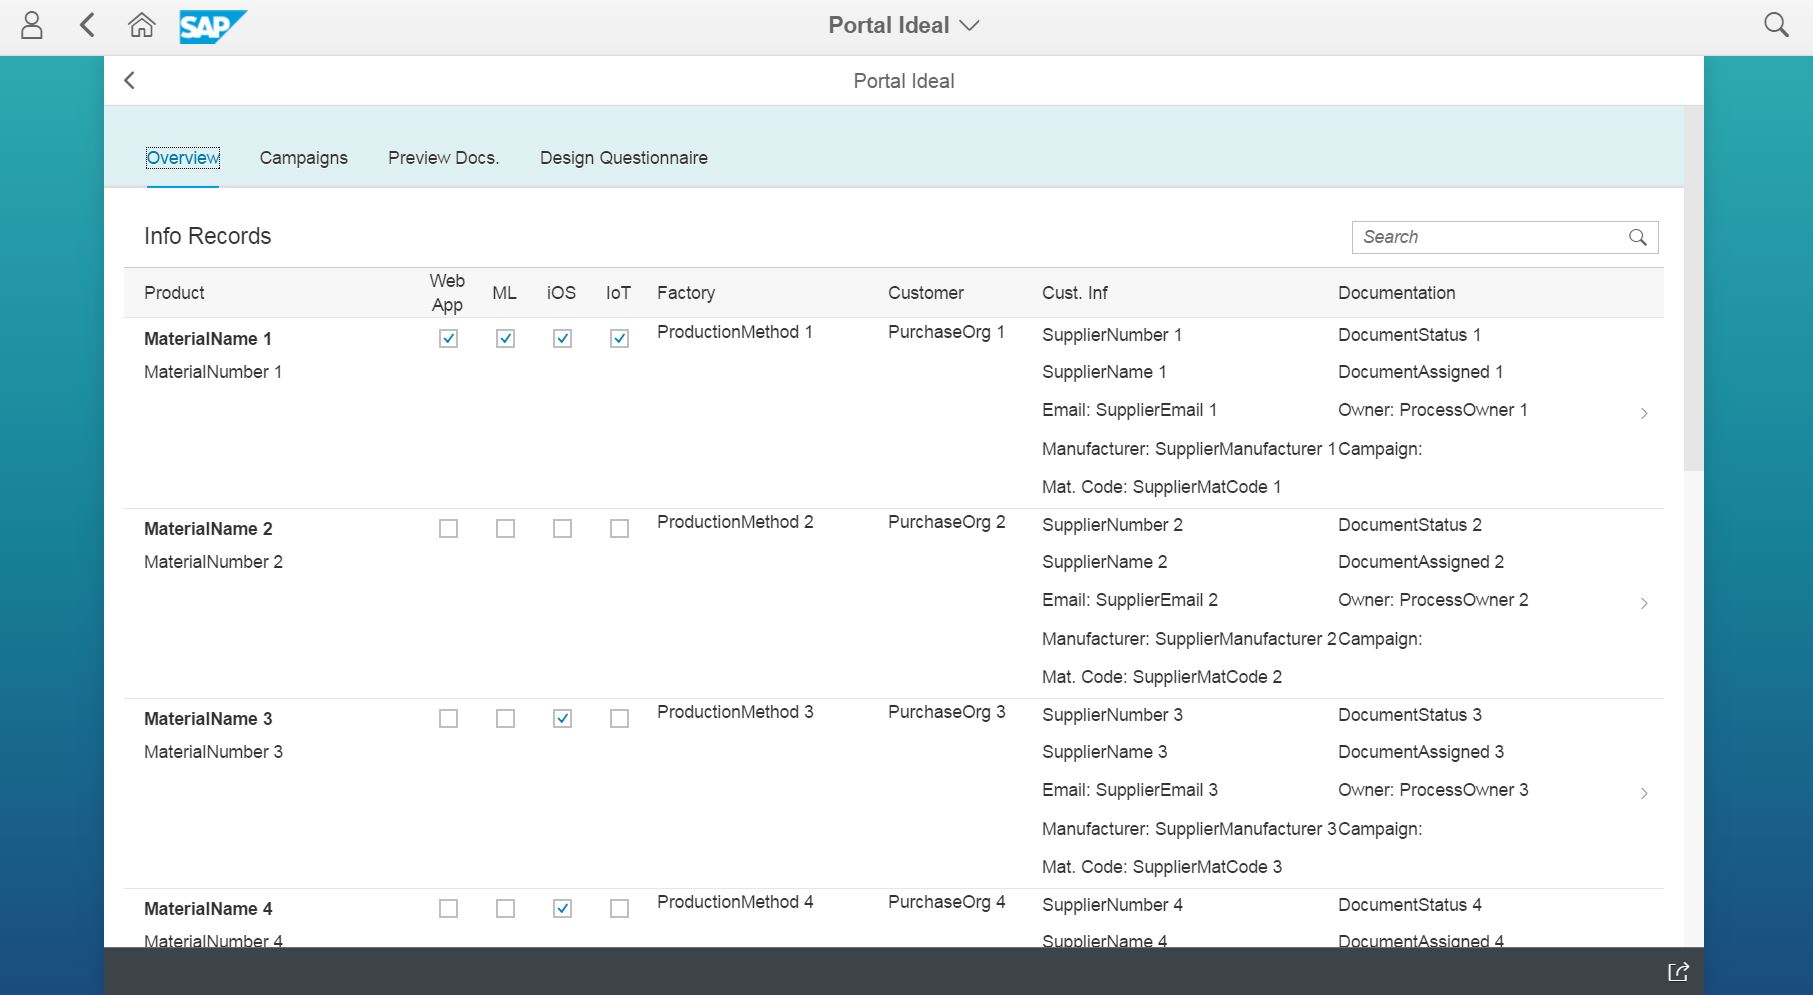 SAP
Portal Ideal
Portal Ideal
Overview Campaigns Preview Docs. Design Questionnaire
Info Records
Search
Product Web App ML iOS IoT Factory Customer Cust. Inf Documentation
MaterialName 1 ProductionMethod 1 PurchaseOrg 1 SupplierNumber 1 DocumentStatus 1
MaterialNumber 1 SupplierName 1 DocumentAssigned 1
Email: SupplierEmail 1 Owner: ProcessOwner 1
Manufacturer: SupplierManufacturer 1 Campaign:
Mat. Code: SupplierMatCode 1
MaterialName 2 ProductionMethod 2 PurchaseOrg 2 SupplierNumber 2 DocumentStatus 2
MaterialNumber 2 SupplierName 2 DocumentAssigned 2
Email: SupplierEmail 2 Owner: ProcessOwner 2
Manufacturer: SupplierManufacturer 2 Campaign:
Mat. Code: SupplierMatCode 2
MaterialName 3 ProductionMethod 3 PurchaseOrg 3 SupplierNumber 3 DocumentStatus 3
MaterialNumber 3 SupplierName 3 DocumentAssigned 3
Email: SupplierEmail 3 Owner: ProcessOwner 3
Manufacturer: SupplierManufacturer 3 Campaign:
Mat. Code: SupplierMatCode 3
MaterialName 4 ProductionMethod 4 PurchaseOrg 4 SupplierNumber 4 DocumentStatus 4
MaterialNumber 4 SupplierName 4 DocumentAssigned 4